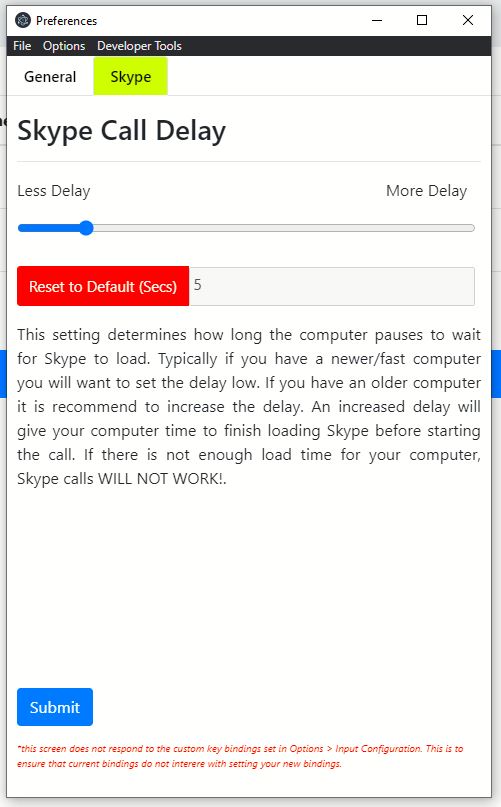 Preferences
File Options Developer Tools
General Skype
Skype Call Delay
Less Delay More Delay
Reset to Default (Secs) 5
This setting determines how long the computer pauses to wait
for Skype to load. Typically if you have a newer/fast computer
you will want to set the delay low. If you have an older computer
it is recommend to increase the delay. An increased delay will
give your computer time to finish loading Skype before starting
the call. If there is not enough load time for your computer,
Skype calls WILL NOT WORK!.
Submit
*this screen does not respond to the custom key bindings set in Options > Input Configuration. This is to
ensure that current bindings do not interere with setting your new bindings.